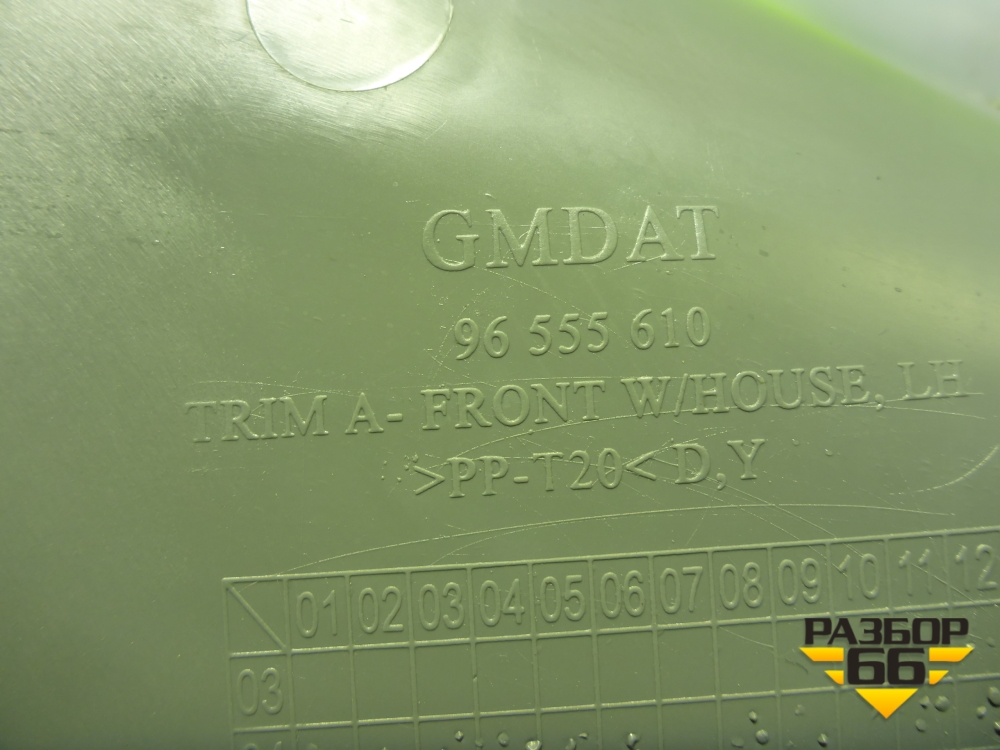 GMDAT
96 555 610
TRIM A- FRONT W/HOUSE, LH
>PP-T20< D,Y
01 02 03 04 05 06 07 08 09 10 11 12
03
РАЗБОР
66